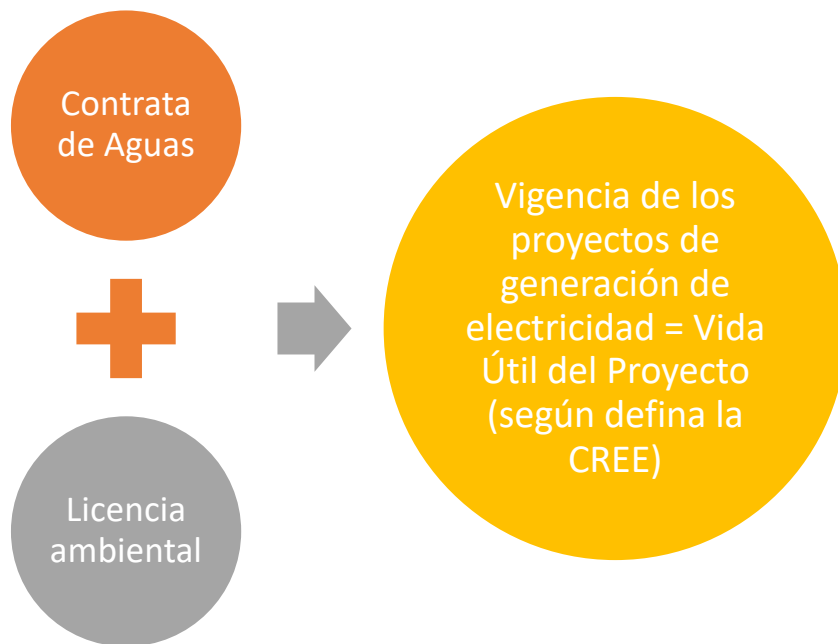 Contrata
de Aguas
Licencia
ambiental
Vigencia de los
proyectos de
generación de
electricidad = Vida
Útil del Proyecto
(según defina la
CREE)